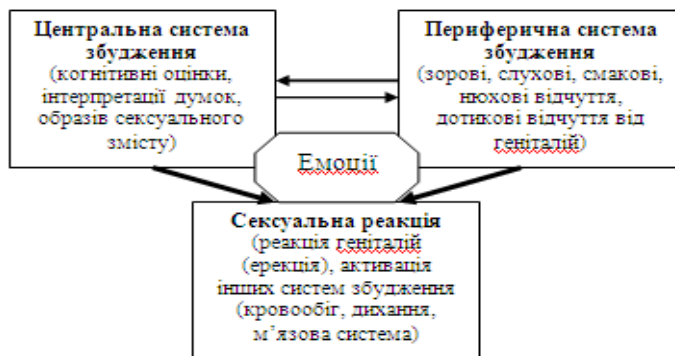 Центральна система
збудження
(когнітивні оцінки,
інтерпретації думок,
образів сексуального
змісту)
Периферична система
збудження
(зорові, слухові, смакові,
нюхові відчуття,
дотикові відчуття від
геніталій)
Емоції
Сексуальна реакція
(реакція геніталій
(ерекція), активація
інших систем збудження
(кровообіг, дихання,
м’язова система)